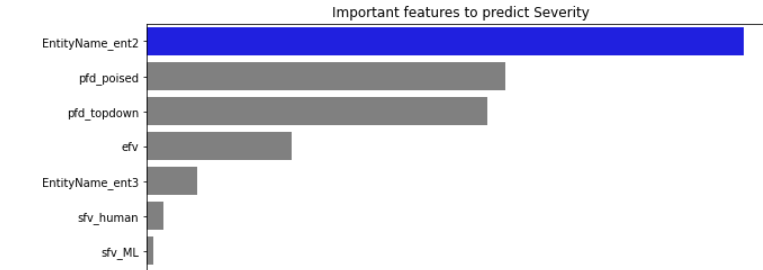 Important features to predict Severity
EntityName_ent2
pfd_poised
pfd_topdown
efv
EntityName_ent3
sfv_human
sfv_ML